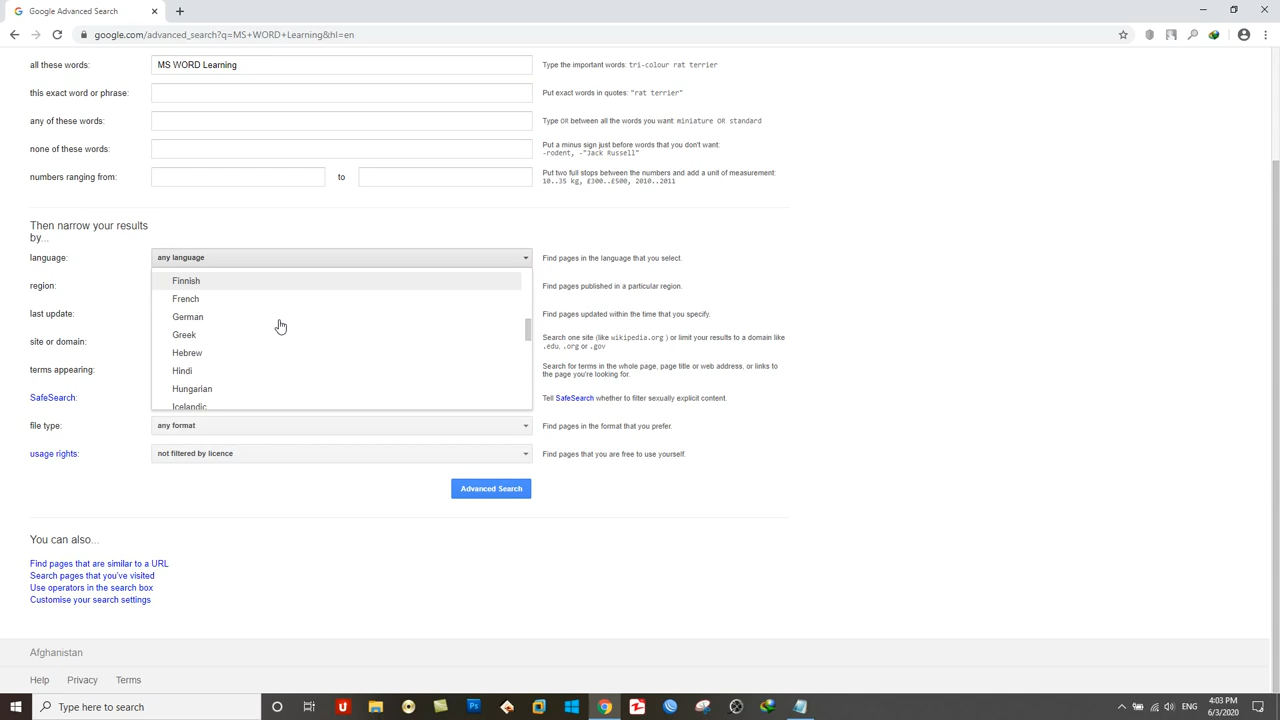 Google Advanced Search
google.com/advanced_search?q=MS+WORD+Learning&hl=en
all these words:
MS WORD Learning
Type the important words: tri-colour rat terrier
this exact word or phrase:
Put exact words in quotes: "rat terrier"
any of these words:
Type OR between all the words you want: miniature OR standard
none of these words:
Put a minus sign just before words that you don't want:
-rodent, -"Jack Russell"
numbers ranging from:
to
Put two full stops between the numbers and add a unit of measurement:
10..35 kg, £300..£500, 2010..2011
Then narrow your results
by...
language:
any language
Find pages in the language that you select.
Finnish
French
German
Greek
Hebrew
Hindi
Hungarian
Icelandic
region:
Find pages published in a particular region.
last update:
Find pages updated within the time that you specify.
site or domain:
Search one site (like wikipedia.org ) or limit your results to a domain like
.edu, .org or .gov
terms appearing:
Search for terms in the whole page, page title or web address, or links to
the page you're looking for.
SafeSearch:
Tell SafeSearch whether to filter sexually explicit content.
file type:
any format
Find pages in the format that you prefer.
usage rights:
not filtered by licence
Find pages that you are free to use yourself.
Advanced Search
You can also...
Find pages that are similar to a URL
Search pages that you've visited
Use operators in the search box
Customise your search settings
Afghanistan
Help Privacy Terms
Type here to search
4:03 PM
6/3/2020